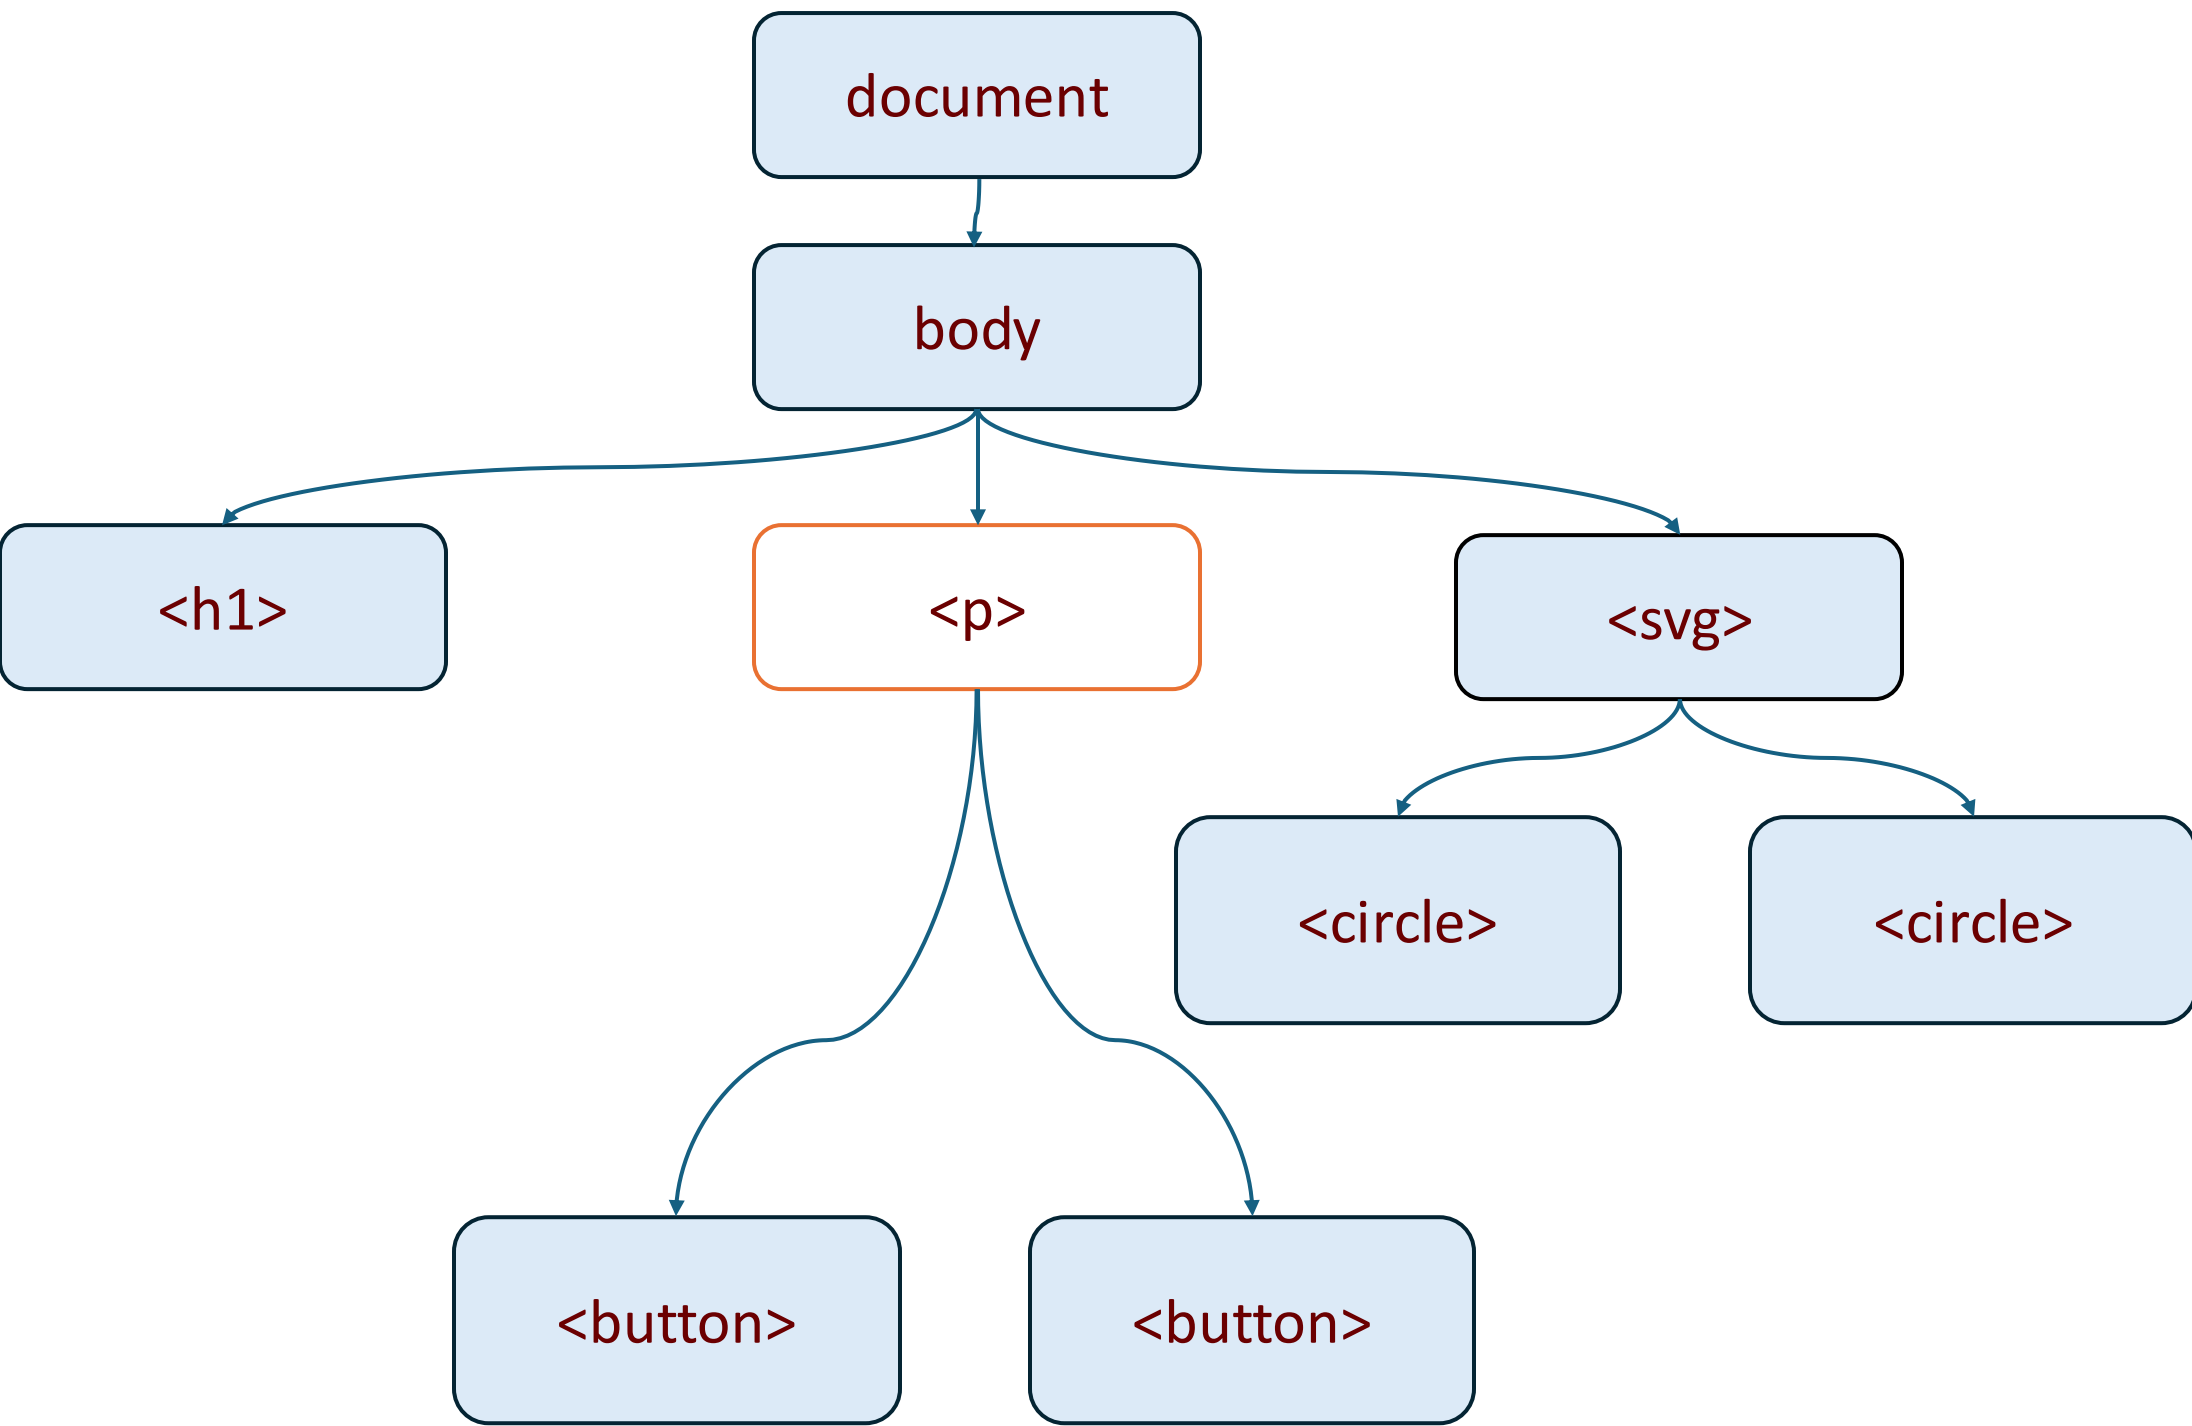 document
body
<h1>
<p>
<svg>
<circle>
<circle>
<button>
<button>